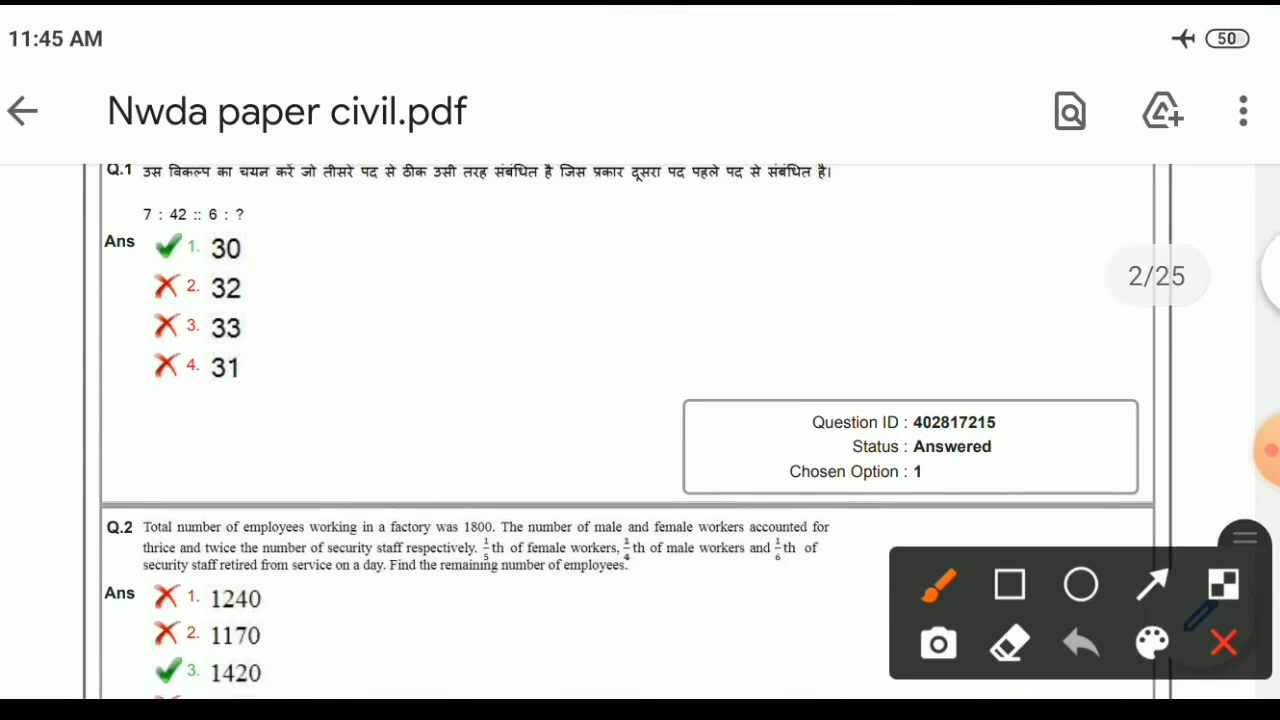 11:45 AM
50
Nwda paper civil.pdf
Q.1 उस विकल्प का चयन करें जो तीसरे पद से ठीक उसी तरह संबंधित है जिस प्रकार दूसरा पद पहले पद से संबंधित है।
7 : 42 :: 6 : ?
Ans 1. 30
2. 32
3. 33
4. 31
2/25
Question ID : 402817215
Status : Answered
Chosen Option : 1
Q.2 Total number of employees working in a factory was 1800. The number of male and female workers accounted for
thrice and twice the number of security staff respectively. 1/5th of female workers, 1/4th of male workers and 1/6th of
security staff retired from service on a day. Find the remaining number of employees.
Ans 1. 1240
2. 1170
3. 1420